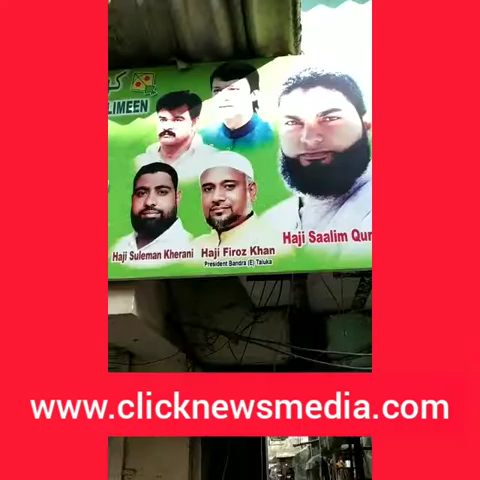 LIMEEN
Haji Suleman Kherani
Haji Firoz Khan
President Bandra (E) Taluka
Haji Saalim Qur
www.clicknewsmedia.com